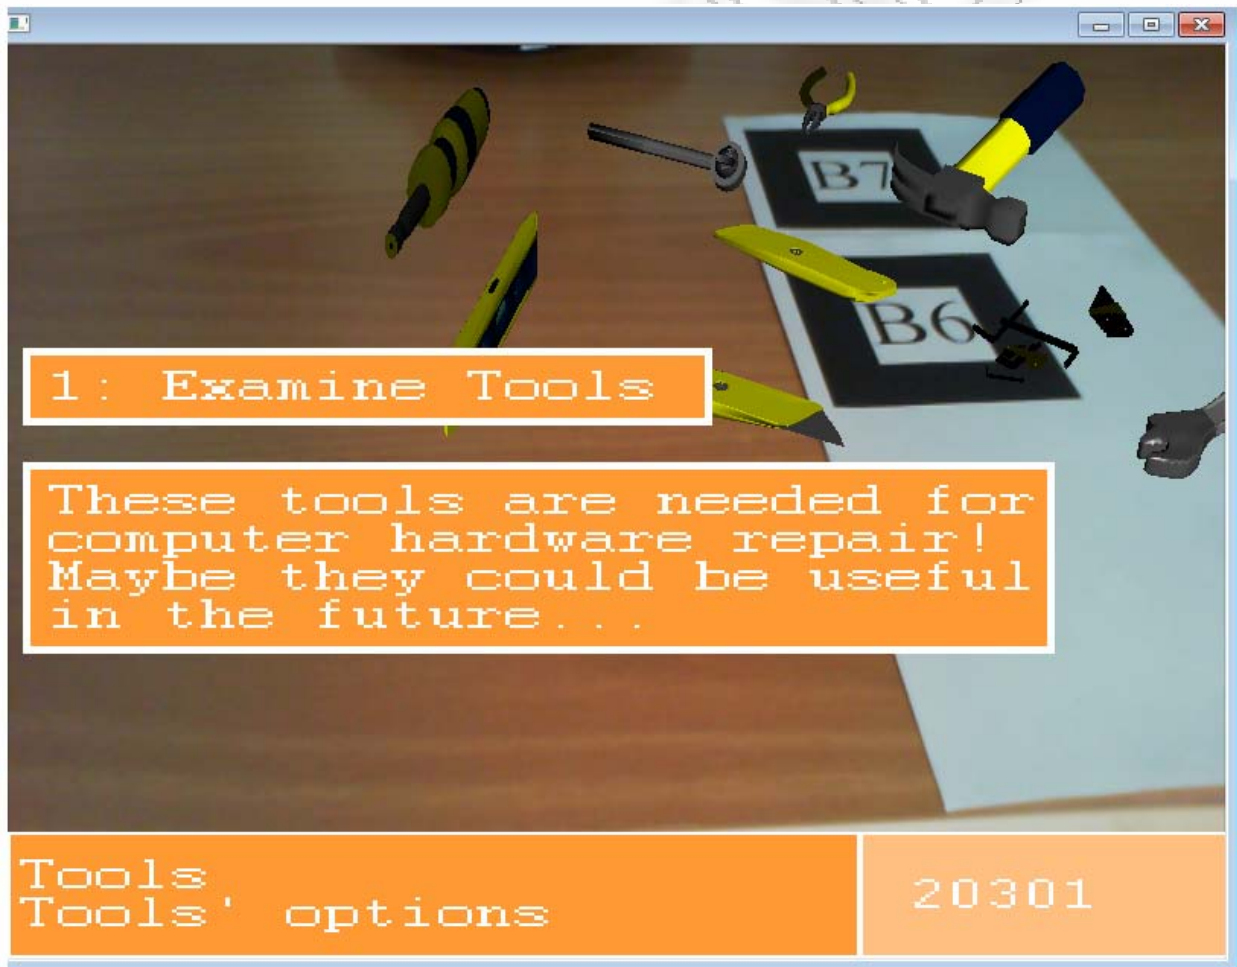 B7
B6
1: Examine Tools
These tools are needed for
computer hardware repair!
Maybe they could be useful
in the future...
Tools
Tools' options
20301